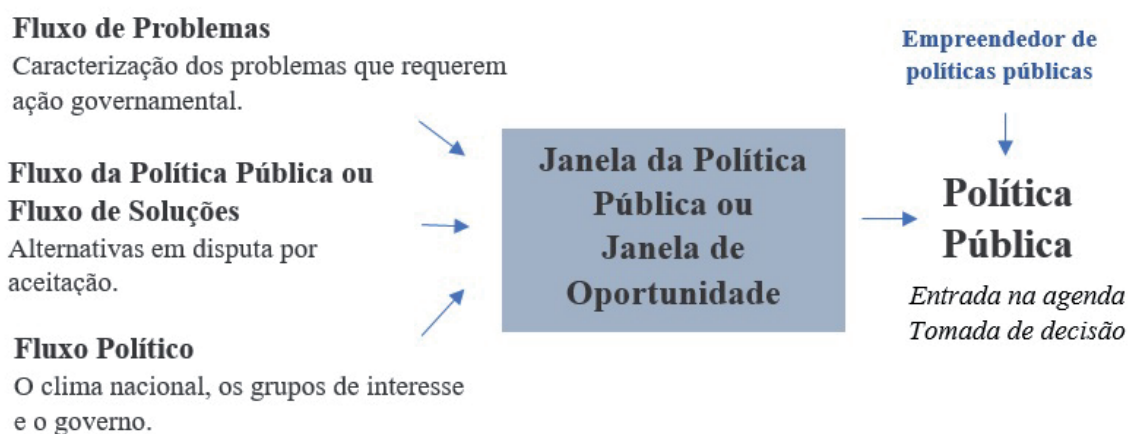 Fluxo de Problemas
Caracterização dos problemas que requerem
ação governamental.
Fluxo da Política Pública ou
Fluxo de Soluções
Alternativas em disputa por
aceitação.
Fluxo Político
O clima nacional, os grupos de interesse
e o governo.
Janela da Política
Pública ou
Janela de
Oportunidade
Empreendedor de
políticas públicas
Política
Pública
Entrada na agenda
Tomada de decisão